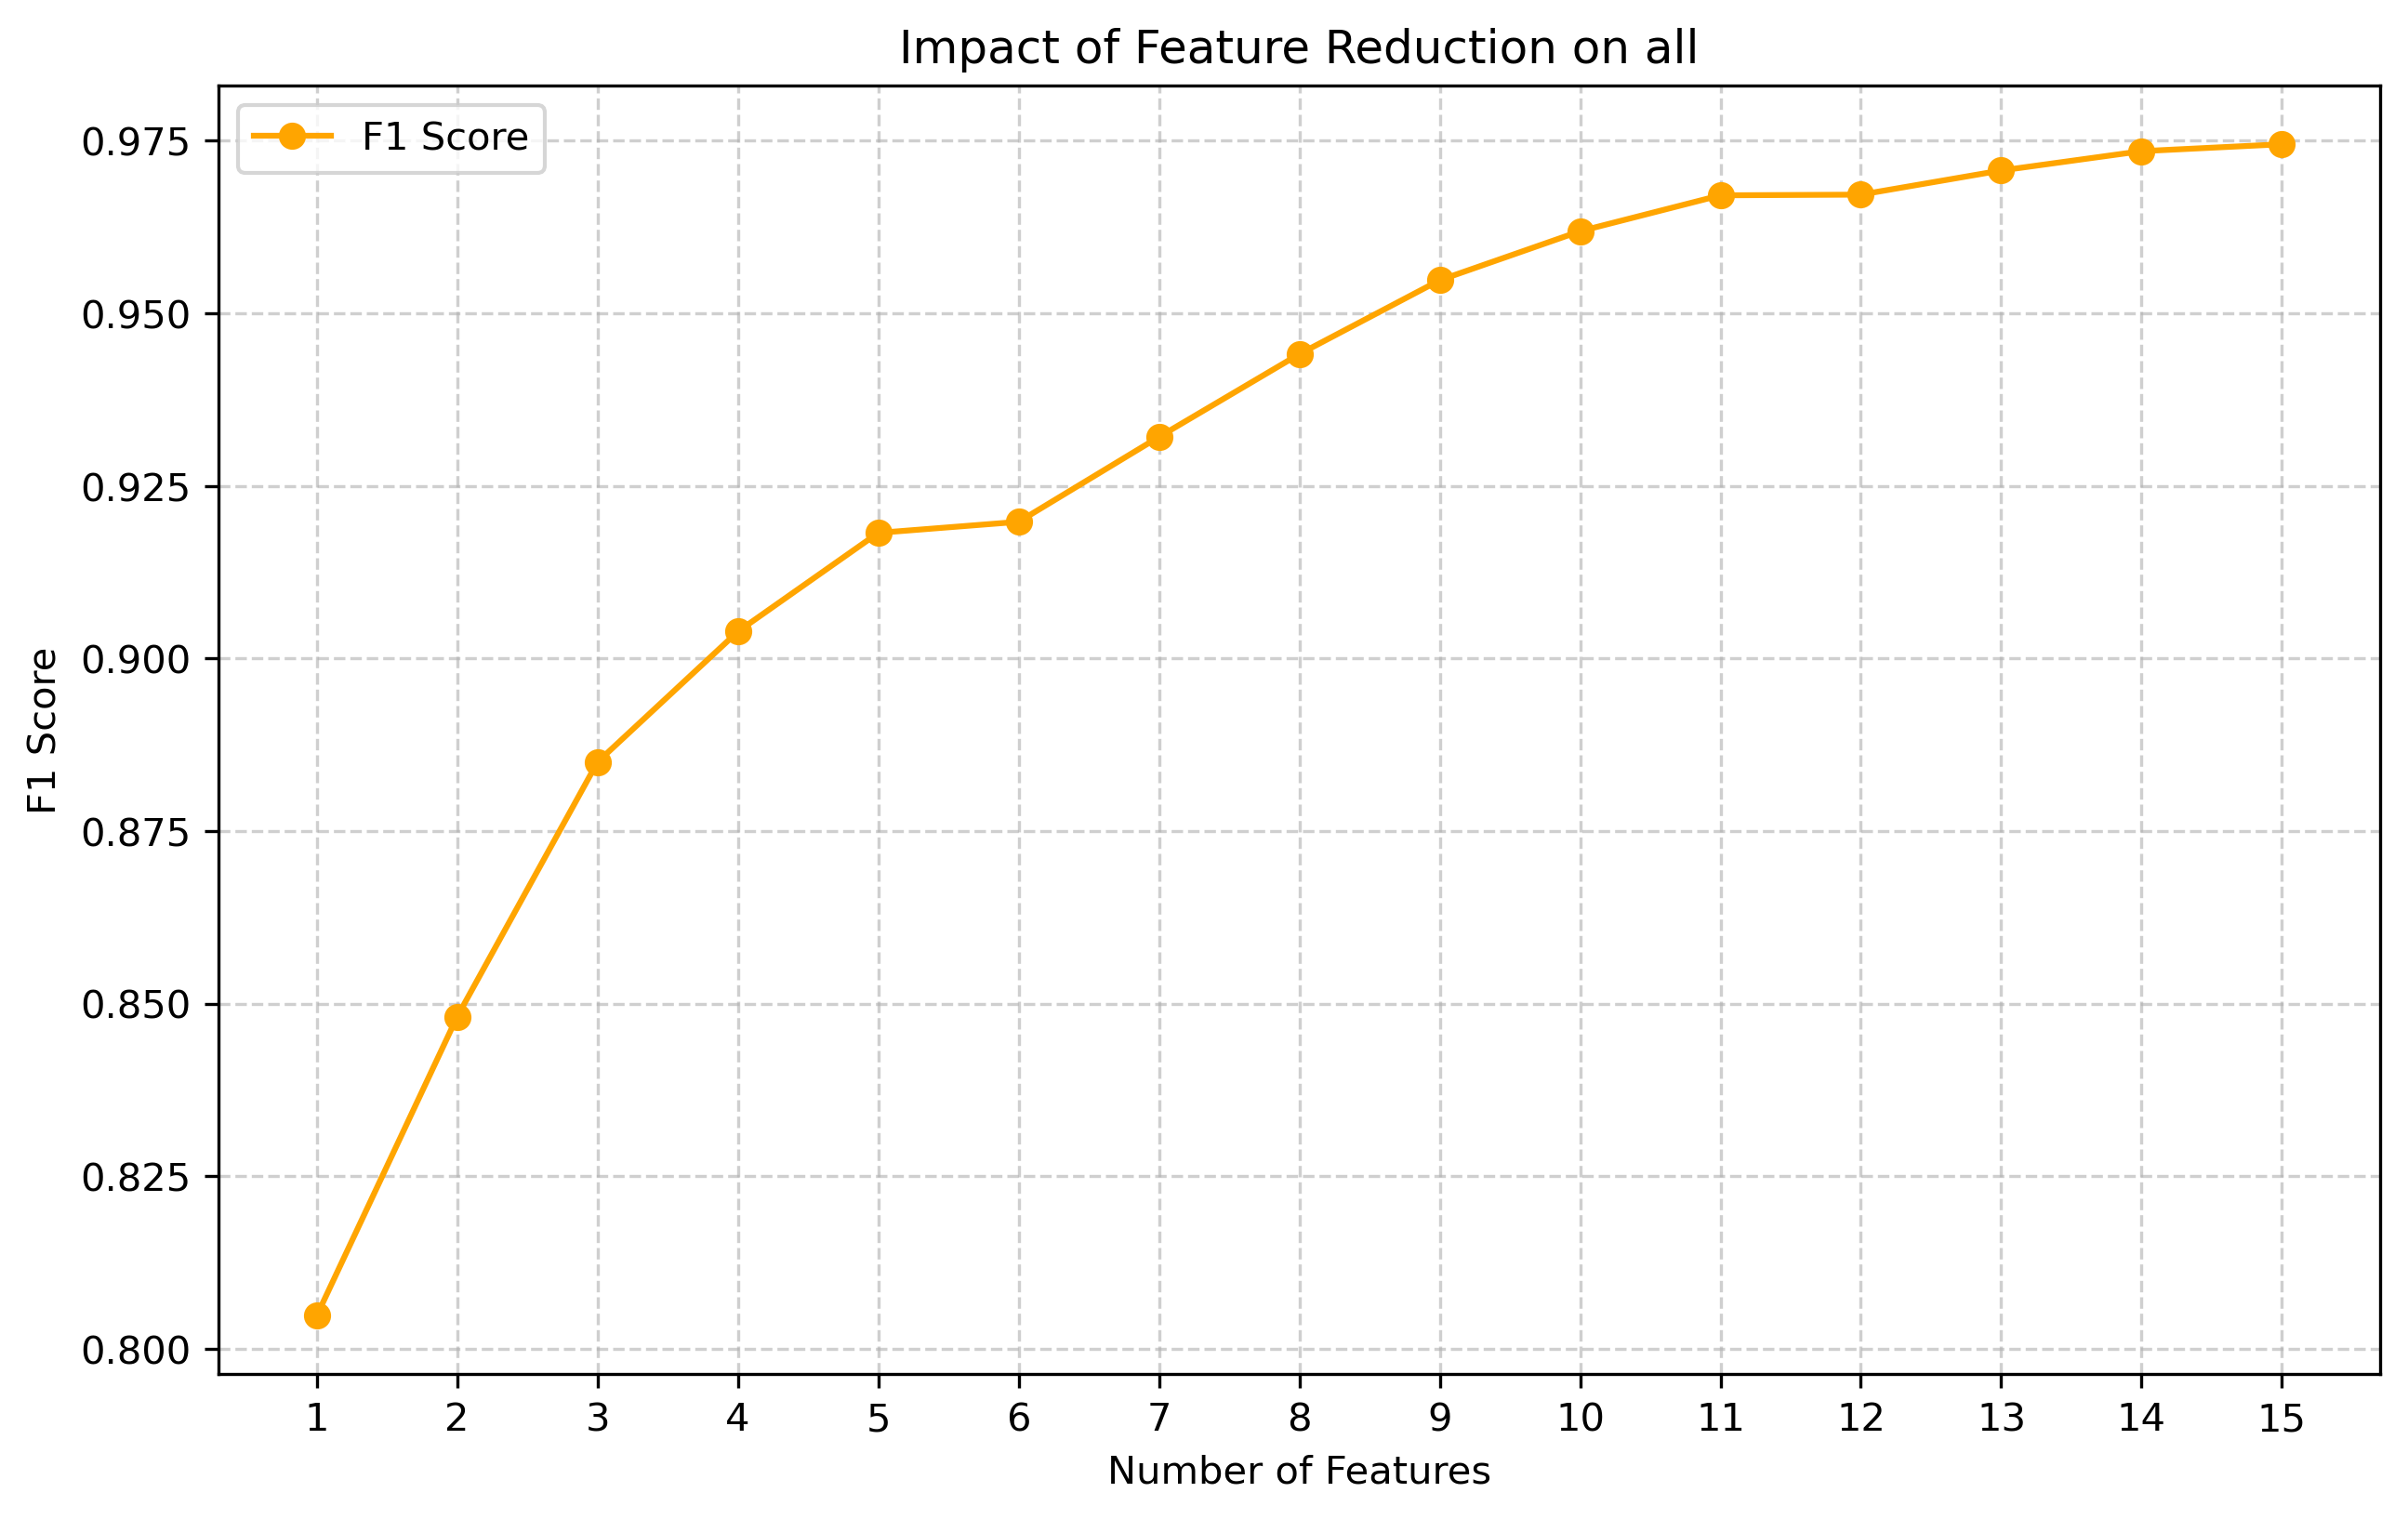 Impact of Feature Reduction on all
F1 Score
0.975
0.950
0.925
0.900
0.875
0.850
0.825
0.800
F1 Score
1 2 3 4 5 6 7 8 9 10 11 12 13 14 15
Number of Features